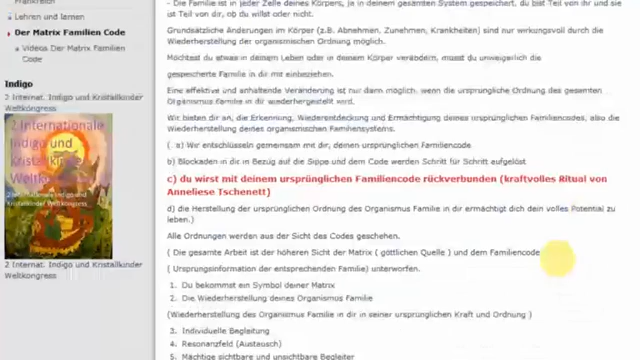 Frankreich
Lehren und lernen
Der Matrix Familien Code
Videos Der Matrix Familien
Code
Indigo
2 Internat. Indigo und Kristallkinder
Weltkongress
2 Internationale
Indigo und
Kristallkinde
Weltko
2 Internationale Indigo und
Kristallkinder Weltkongress
2 Internat. Indigo und Kristallkinder
Weltkongress
- Die Familie ist in jeder Zelle deines Körpers, ja in deinem gesamten System gespeichert, du bist Teil von ihr und sie
ist Teil von dir, ob du willst oder nicht.
Grundsätzliche Änderungen im Körper (z.B. Abnehmen, Zunehmen, Krankheiten) sind nur wirkungsvoll durch die
Wiederherstellung der organismischen Ordnung möglich.
Möchtest du etwas in deinem Leben oder in deinem Körper verändern, musst du unweigerlich die
gespeicherte Familie in dir mit einbeziehen.
Eine effektive und anhaltende Veränderung ist nur dann möglich, wenn die ursprüngliche Ordnung des gesamten
Organismus Familie in dir wiederhergestellt wird.
Wir bieten dir an, die Erkennung, Wiederentdeckung und Ermächtigung deines ursprünglichen Familiencodes, also die
Wiederherstellung deines organismischen Familiensystems.
( a) Wir entschlüsseln gemeinsam mit dir, deinen ursprünglichen Familiencode
b) Blockaden in dir in Bezug auf die Sippe und dem Code werden Schritt für Schritt aufgelöst
c) du wirst mit deinem ursprünglichen Familiencode rückverbunden (kraftvolles Ritual von
Anneliese Tschenett)
d) die Herstellung der ursprünglichen Ordnung des Organismus Familie in dir ermächtigt dich dein volles Potential zu
leben.)
Alle Ordnungen werden aus der Sicht des Codes geschehen.
( Die gesamte Arbeit ist der höheren Sicht der Matrix ( göttlichen Quelle ) und dem Familiencode
( Ursprungsinformation der entsprechenden Familie) unterworfen.
1. Du bekommst ein Symbol deiner Matrix
2. Die Wiederherstellung deines Organismus Familie
(Wiederherstellung des Organismus Familie in dir in seiner ursprünglichen Kraft und Ordnung )
3. Individuelle Begleitung
4. Resonanzfeld (Austausch)
5. Mächtige sichtbare und unsichtbare Begleiter